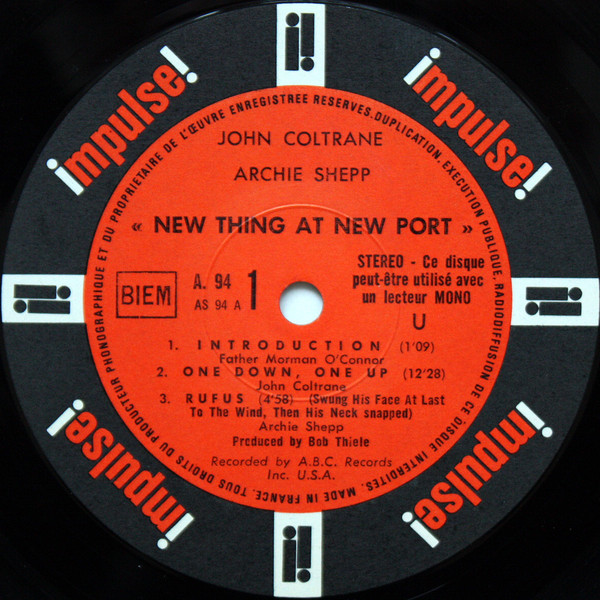 impulse!
impulse!
impulse!
impulse!
TOUS DROITS DU PRODUCTEUR PHONOGRAPHIQUE ET DU PROPRIETAIRE DE L'ŒUVRE ENREGISTREE RESERVES. DUPLICATION, EXECUTION PUBLIQUE, RADIODIFFUSION DE CE DISQUE INTERDITES. MADE IN FRANCE.
JOHN COLTRANE
ARCHIE SHEPP
« NEW THING AT NEW PORT »
BIEM
A. 94
AS 94 A
1
STEREO - Ce disque
peut-être utilisé avec
un lecteur MONO
U
1. INTRODUCTION (1'09)
Father Morman O'Connor
2. ONE DOWN, ONE UP (12'28)
John Coltrane
3. RUFUS (4'58) (Swung His Face At Last
To The Wind, Then His Neck snapped)
Archie Shepp
Produced by Bob Thiele
Recorded by A.B.C. Records
Inc. U.S.A.